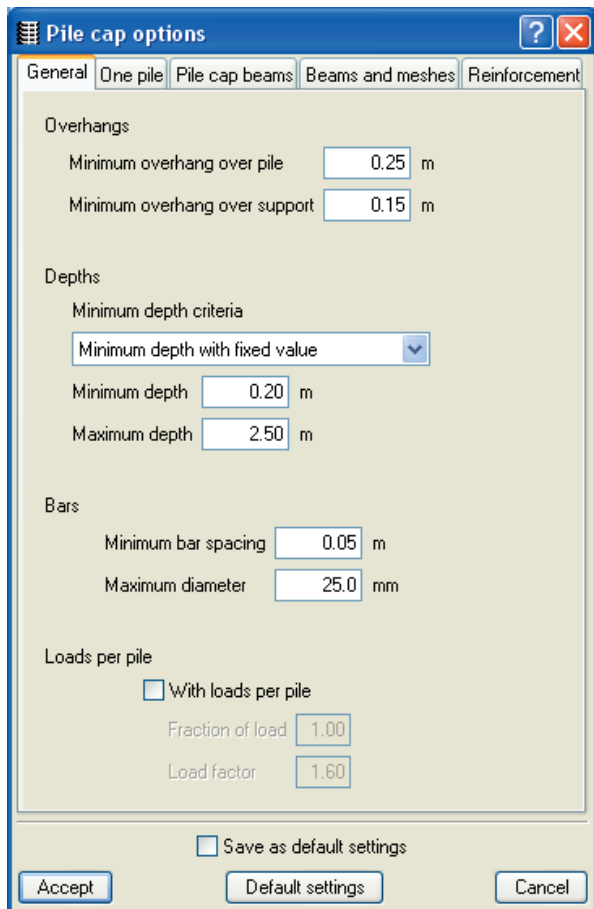 Pile cap options
General One pile Pile cap beams Beams and meshes Reinforcement
Overhangs
Minimum overhang over pile 0.25 m
Minimum overhang over support 0.15 m
Depths
Minimum depth criteria
Minimum depth with fixed value
Minimum depth 0.20 m
Maximum depth 2.50 m
Bars
Minimum bar spacing 0.05 m
Maximum diameter 25.0 mm
Loads per pile
With loads per pile
Fraction of load 1.00
Load factor 1.60
Save as default settings
Accept Default settings Cancel